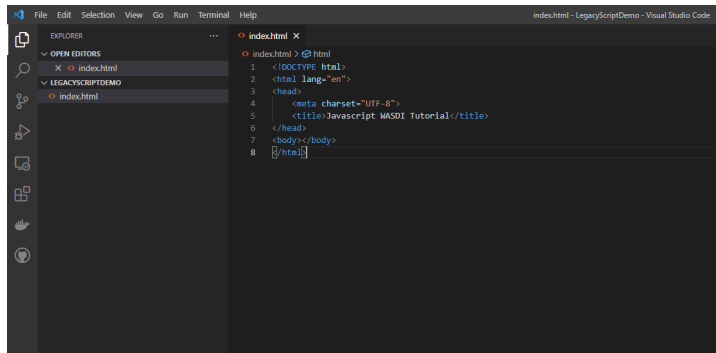 File Edit Selection View Go Run Terminal Help
index.html - LegacyScriptDemo - Visual Studio Code
EXPLORER
OPEN EDITORS
index.html
LEGACYSCRIPTDEMO
index.html
index.html
index.html > html
1 <!DOCTYPE html>
2 <html lang="en">
3 <head>
4 <meta charset="UTF-8">
5 <title>Javascript WASDI Tutorial</title>
6 </head>
7 <body></body>
8 </html>